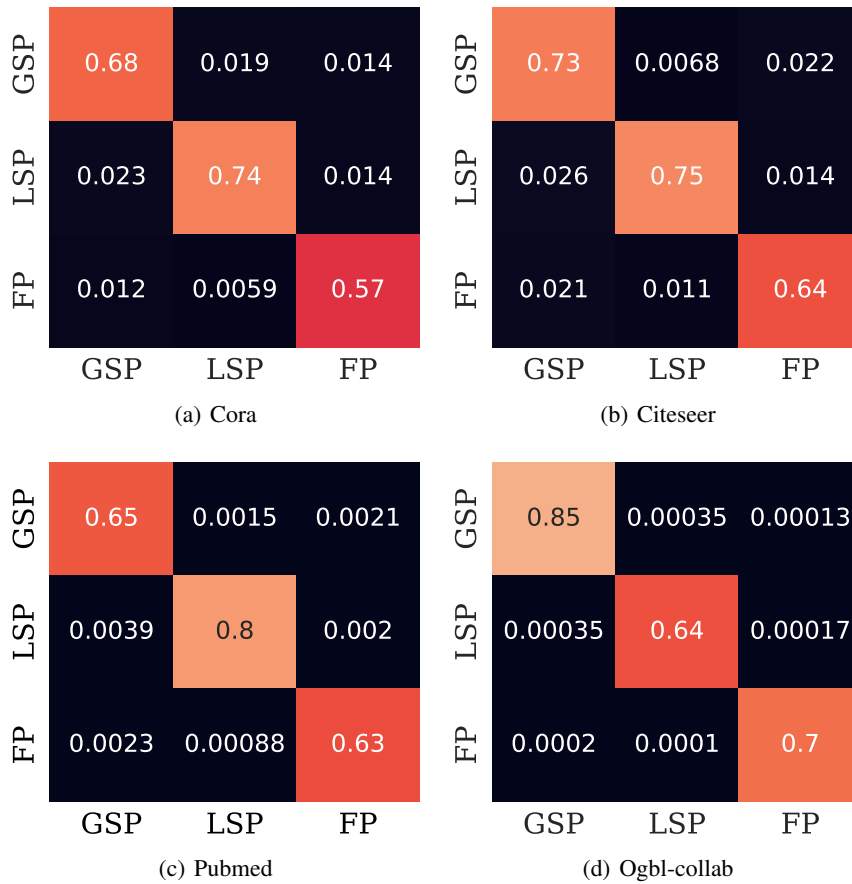 GSP 0.68 0.019 0.014
LSP 0.023 0.74 0.014
FP 0.012 0.0059 0.57
GSP LSP FP
(a) Cora
GSP 0.73 0.0068 0.022
LSP 0.026 0.75 0.014
FP 0.021 0.011 0.64
GSP LSP FP
(b) Citeseer
GSP 0.65 0.0015 0.0021
LSP 0.0039 0.8 0.002
FP 0.0023 0.00088 0.63
GSP LSP FP
(c) Pubmed
GSP 0.85 0.00035 0.00013
LSP 0.00035 0.64 0.00017
FP 0.0002 0.0001 0.7
GSP LSP FP
(d) Ogbl-collab